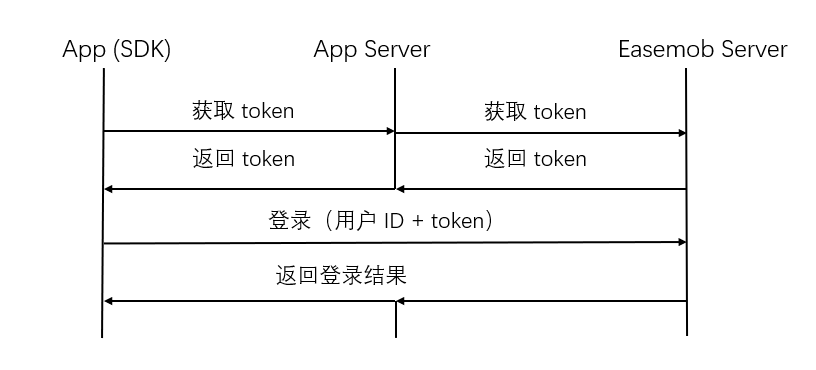 App (SDK)
App Server
Easemob Server
获取 token
获取 token
返回 token
返回 token
登录（用户 ID + token）
返回登录结果